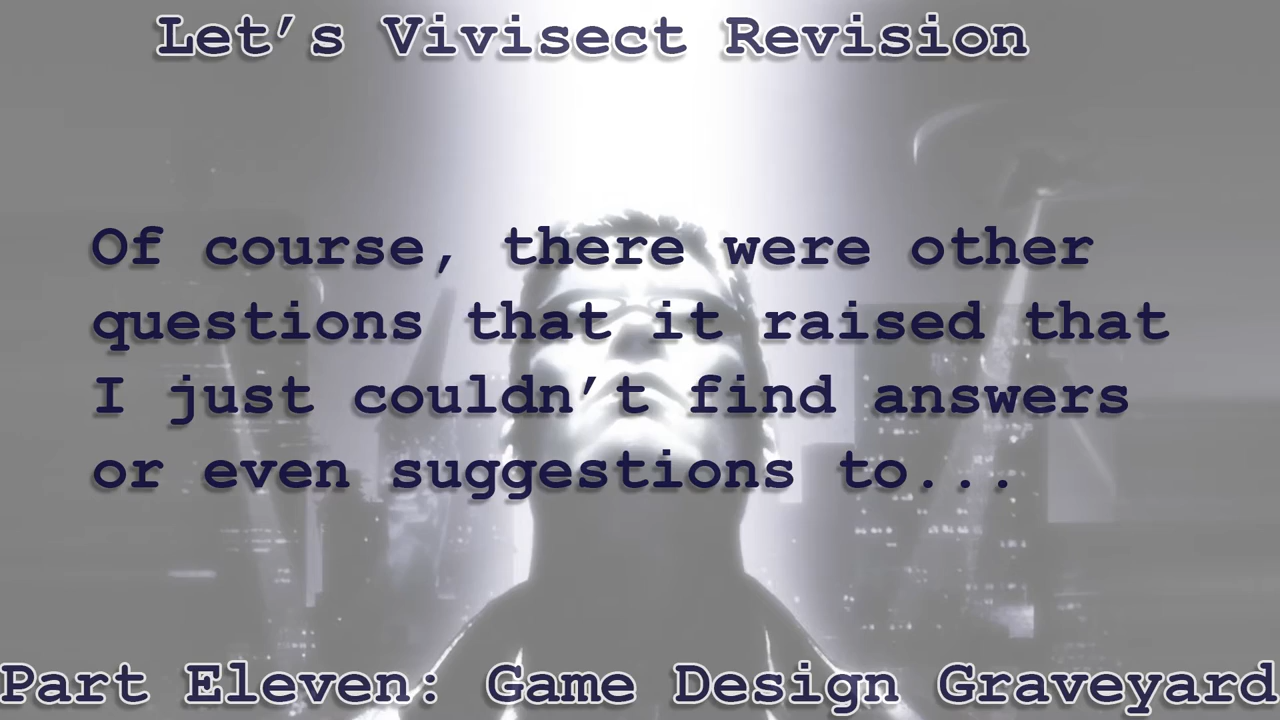 Let’s Vivisect Revision
Of course, there were other
questions that it raised that
I just couldn’t find answers
or even suggestions to...
Part Eleven: Game Design Graveyard